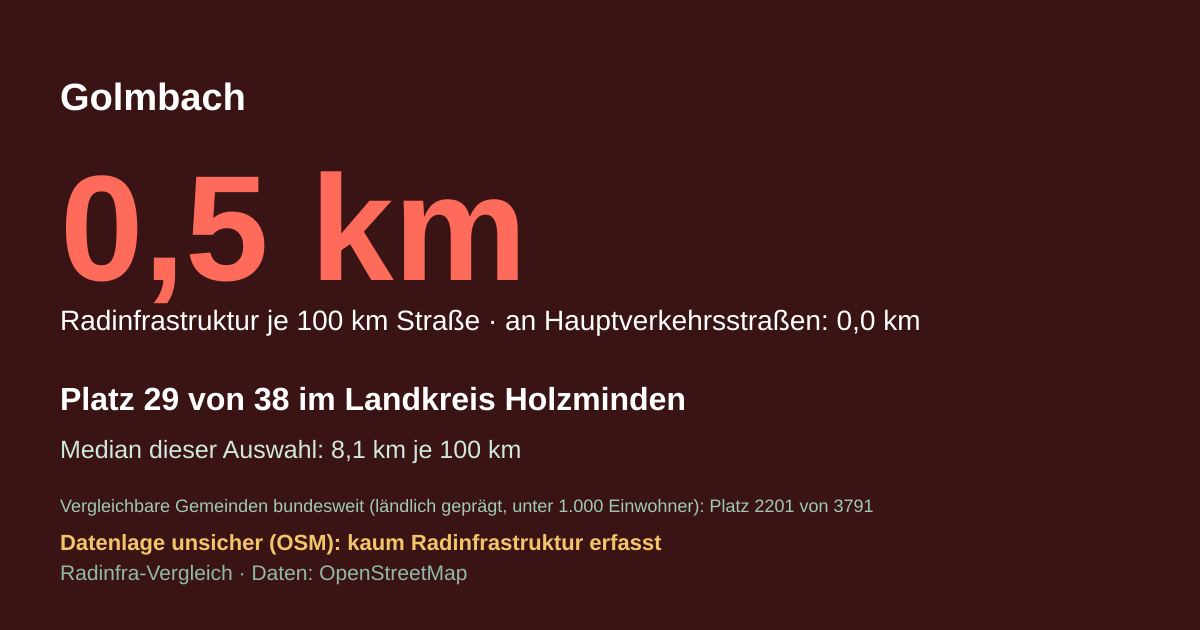 Golmbach
0,5 km
Radinfrastruktur je 100 km Straße · an Hauptverkehrsstraßen: 0,0 km
Platz 29 von 38 im Landkreis Holzminden
Median dieser Auswahl: 8,1 km je 100 km
Vergleichbare Gemeinden bundesweit (ländlich geprägt, unter 1.000 Einwohner): Platz 2201 von 3791
Datenlage unsicher (OSM): kaum Radinfrastruktur erfasst
Radinfra-Vergleich · Daten: OpenStreetMap